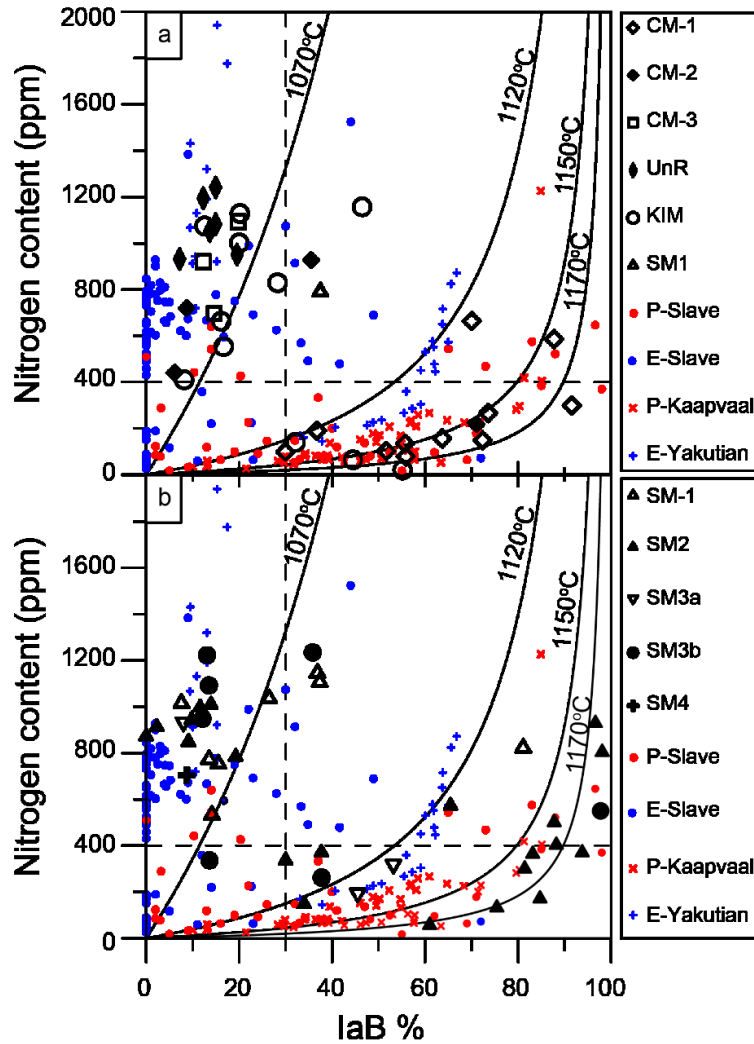 a
2000
1600
1200
800
400
0
Nitrogen content (ppm)
1070°C
1120°C
1150°C
1170°C
CM-1
CM-2
CM-3
UnR
KIM
SM1
P-Slave
E-Slave
P-Kaapvaal
E-Yakutian
b
1600
1200
800
400
0
Nitrogen content (ppm)
1070°C
1120°C
1150°C
1170°C
SM-1
SM2
SM3a
SM3b
SM4
P-Slave
E-Slave
P-Kaapvaal
E-Yakutian
0 20 40 60 80 100
IaB %